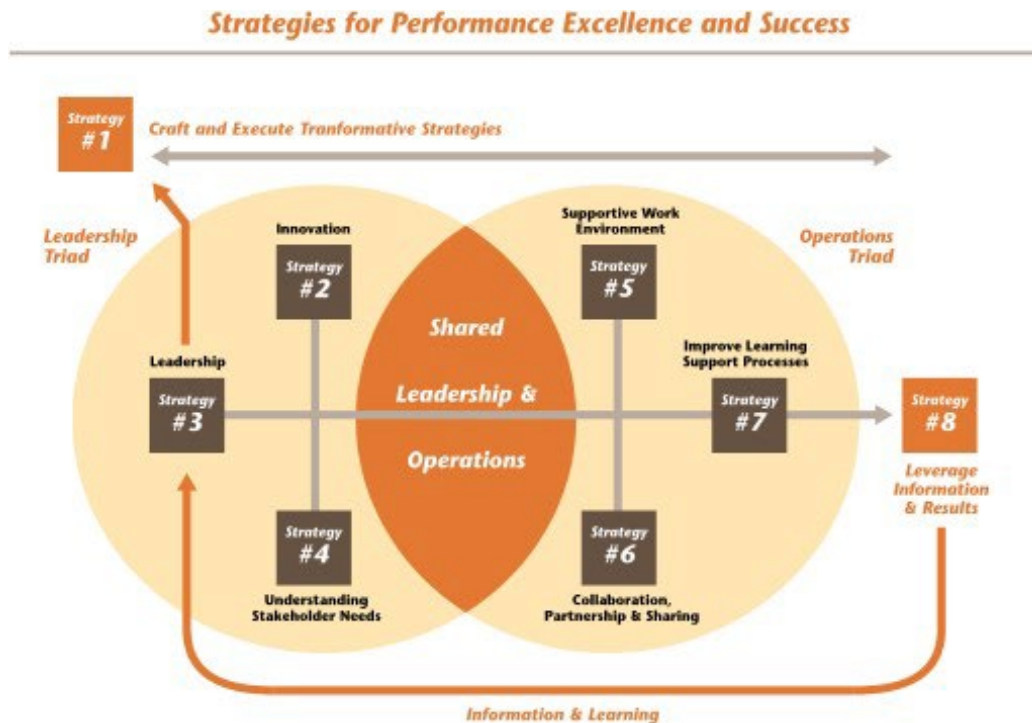 Strategies for Performance Excellence and Success
Strategy
#1
Craft and Execute Tranformative Strategies
Leadership
Triad
Innovation
Strategy
#2
Leadership
Strategy
#3
Strategy
#4
Understanding
Stakeholder Needs
Shared
Leadership &
Operations
Supportive Work
Environment
Strategy
#5
Operations
Triad
Improve Learning
Support Processes
Strategy
#7
Strategy
#6
Collaboration,
Partnership & Sharing
Strategy
#8
Leverage
Information
& Results
Information & Learning